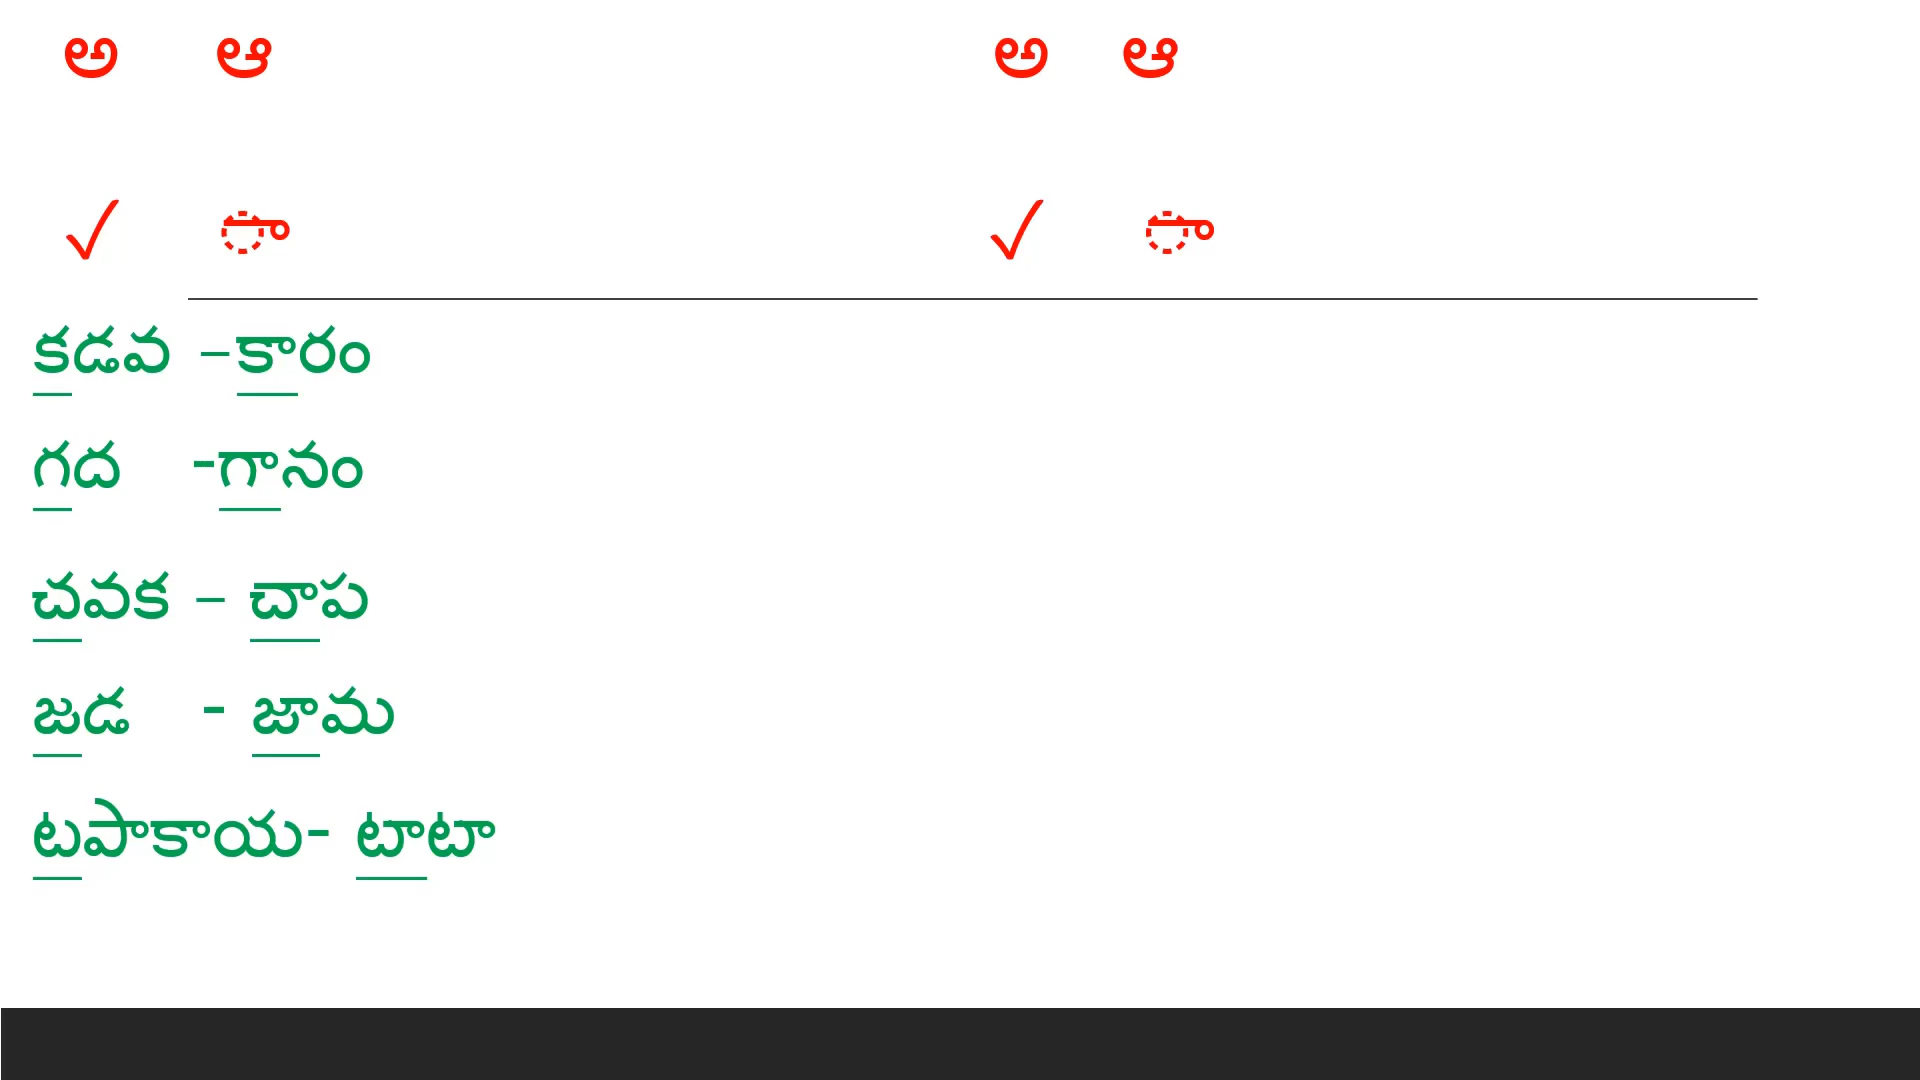 అ ఆ అ ఆ
✓ ా ✓ ా
కడవ –కారం
గద -గానం
చవక – చాప
జడ - జామ
టపాకాయ- టాటా